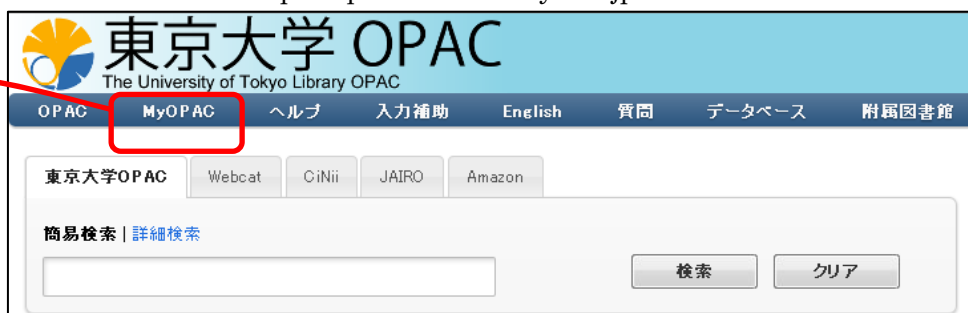 東京大学 OPAC
The University of Tokyo Library OPAC
OPAC MyOPAC ヘルプ 入力補助 English 質問 データベース 附属図書館
東京大学OPAC Webcat CiNii JAIRO Amazon
簡易検索 | 詳細検索
検索 クリア